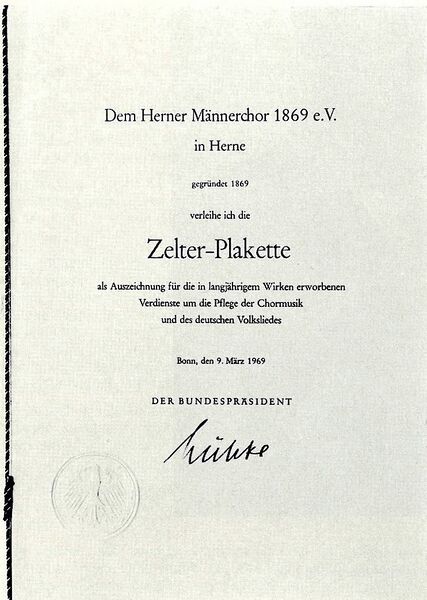 Dem Herner Männerchor 1869 e.V.
in Herne
gegründet 1869
verleihe ich die
Zelter-Plakette
als Auszeichnung für die in langjährigem Wirken erworbenen
Verdienste um die Pflege der Chormusik
und des deutschen Volksliedes
Bonn, den 9. März 1969
DER BUNDESPRÄSIDENT
Lübke